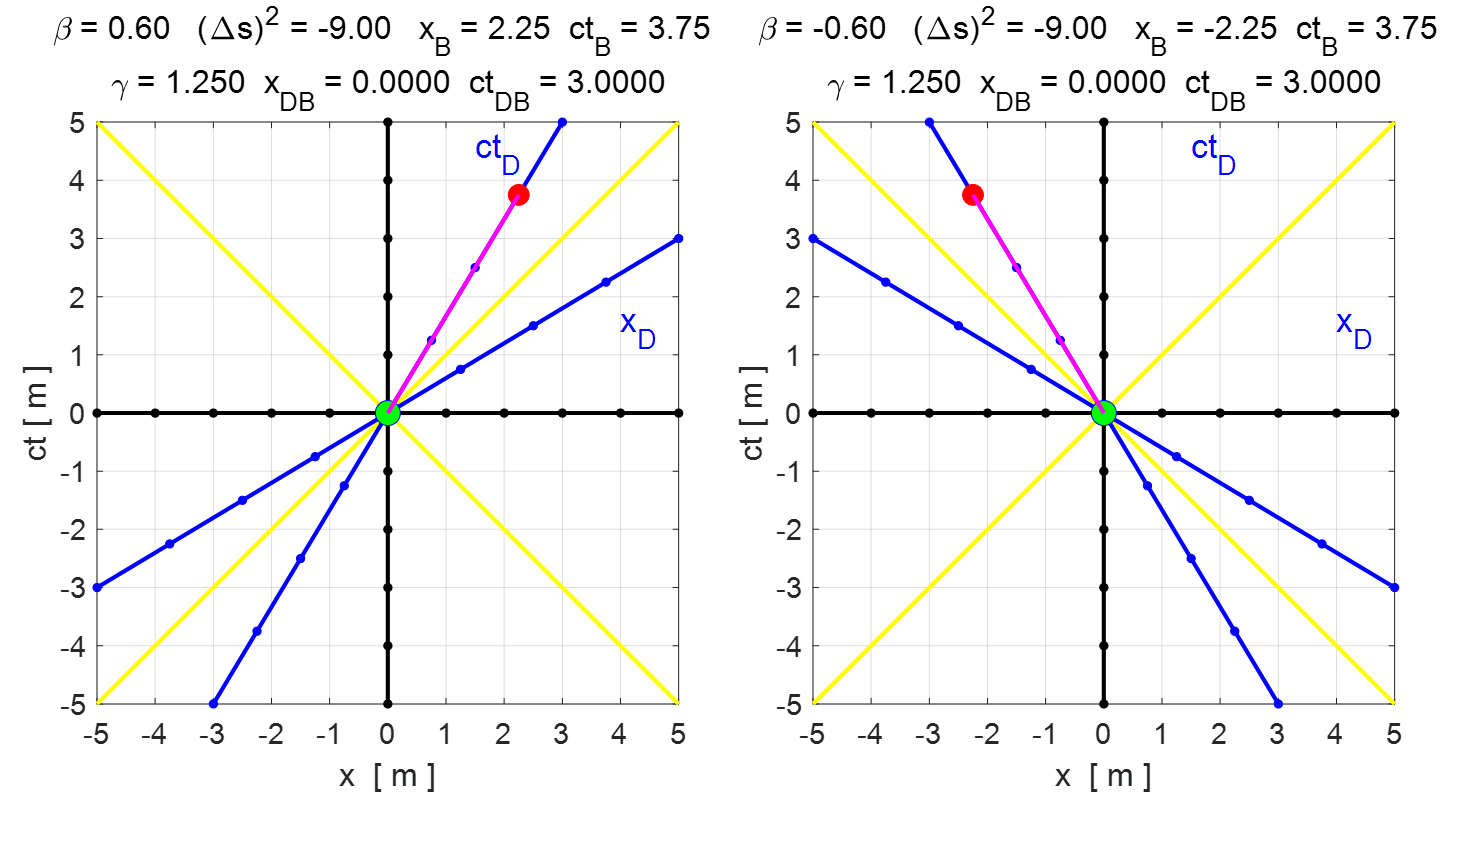 β = 0.60 (Δs)² = -9.00 x_B = 2.25 ct_B = 3.75
γ = 1.250 x_DB = 0.0000 ct_DB = 3.0000
5
4
3
2
1
0
-1
-2
-3
-4
-5
ct [ m ]
ct_D
x_D
-5 -4 -3 -2 -1 0 1 2 3 4 5
x [ m ]
β = -0.60 (Δs)² = -9.00 x_B = -2.25 ct_B = 3.75
γ = 1.250 x_DB = 0.0000 ct_DB = 3.0000
5
4
3
2
1
0
-1
-2
-3
-4
-5
ct [ m ]
ct_D
x_D
-5 -4 -3 -2 -1 0 1 2 3 4 5
x [ m ]